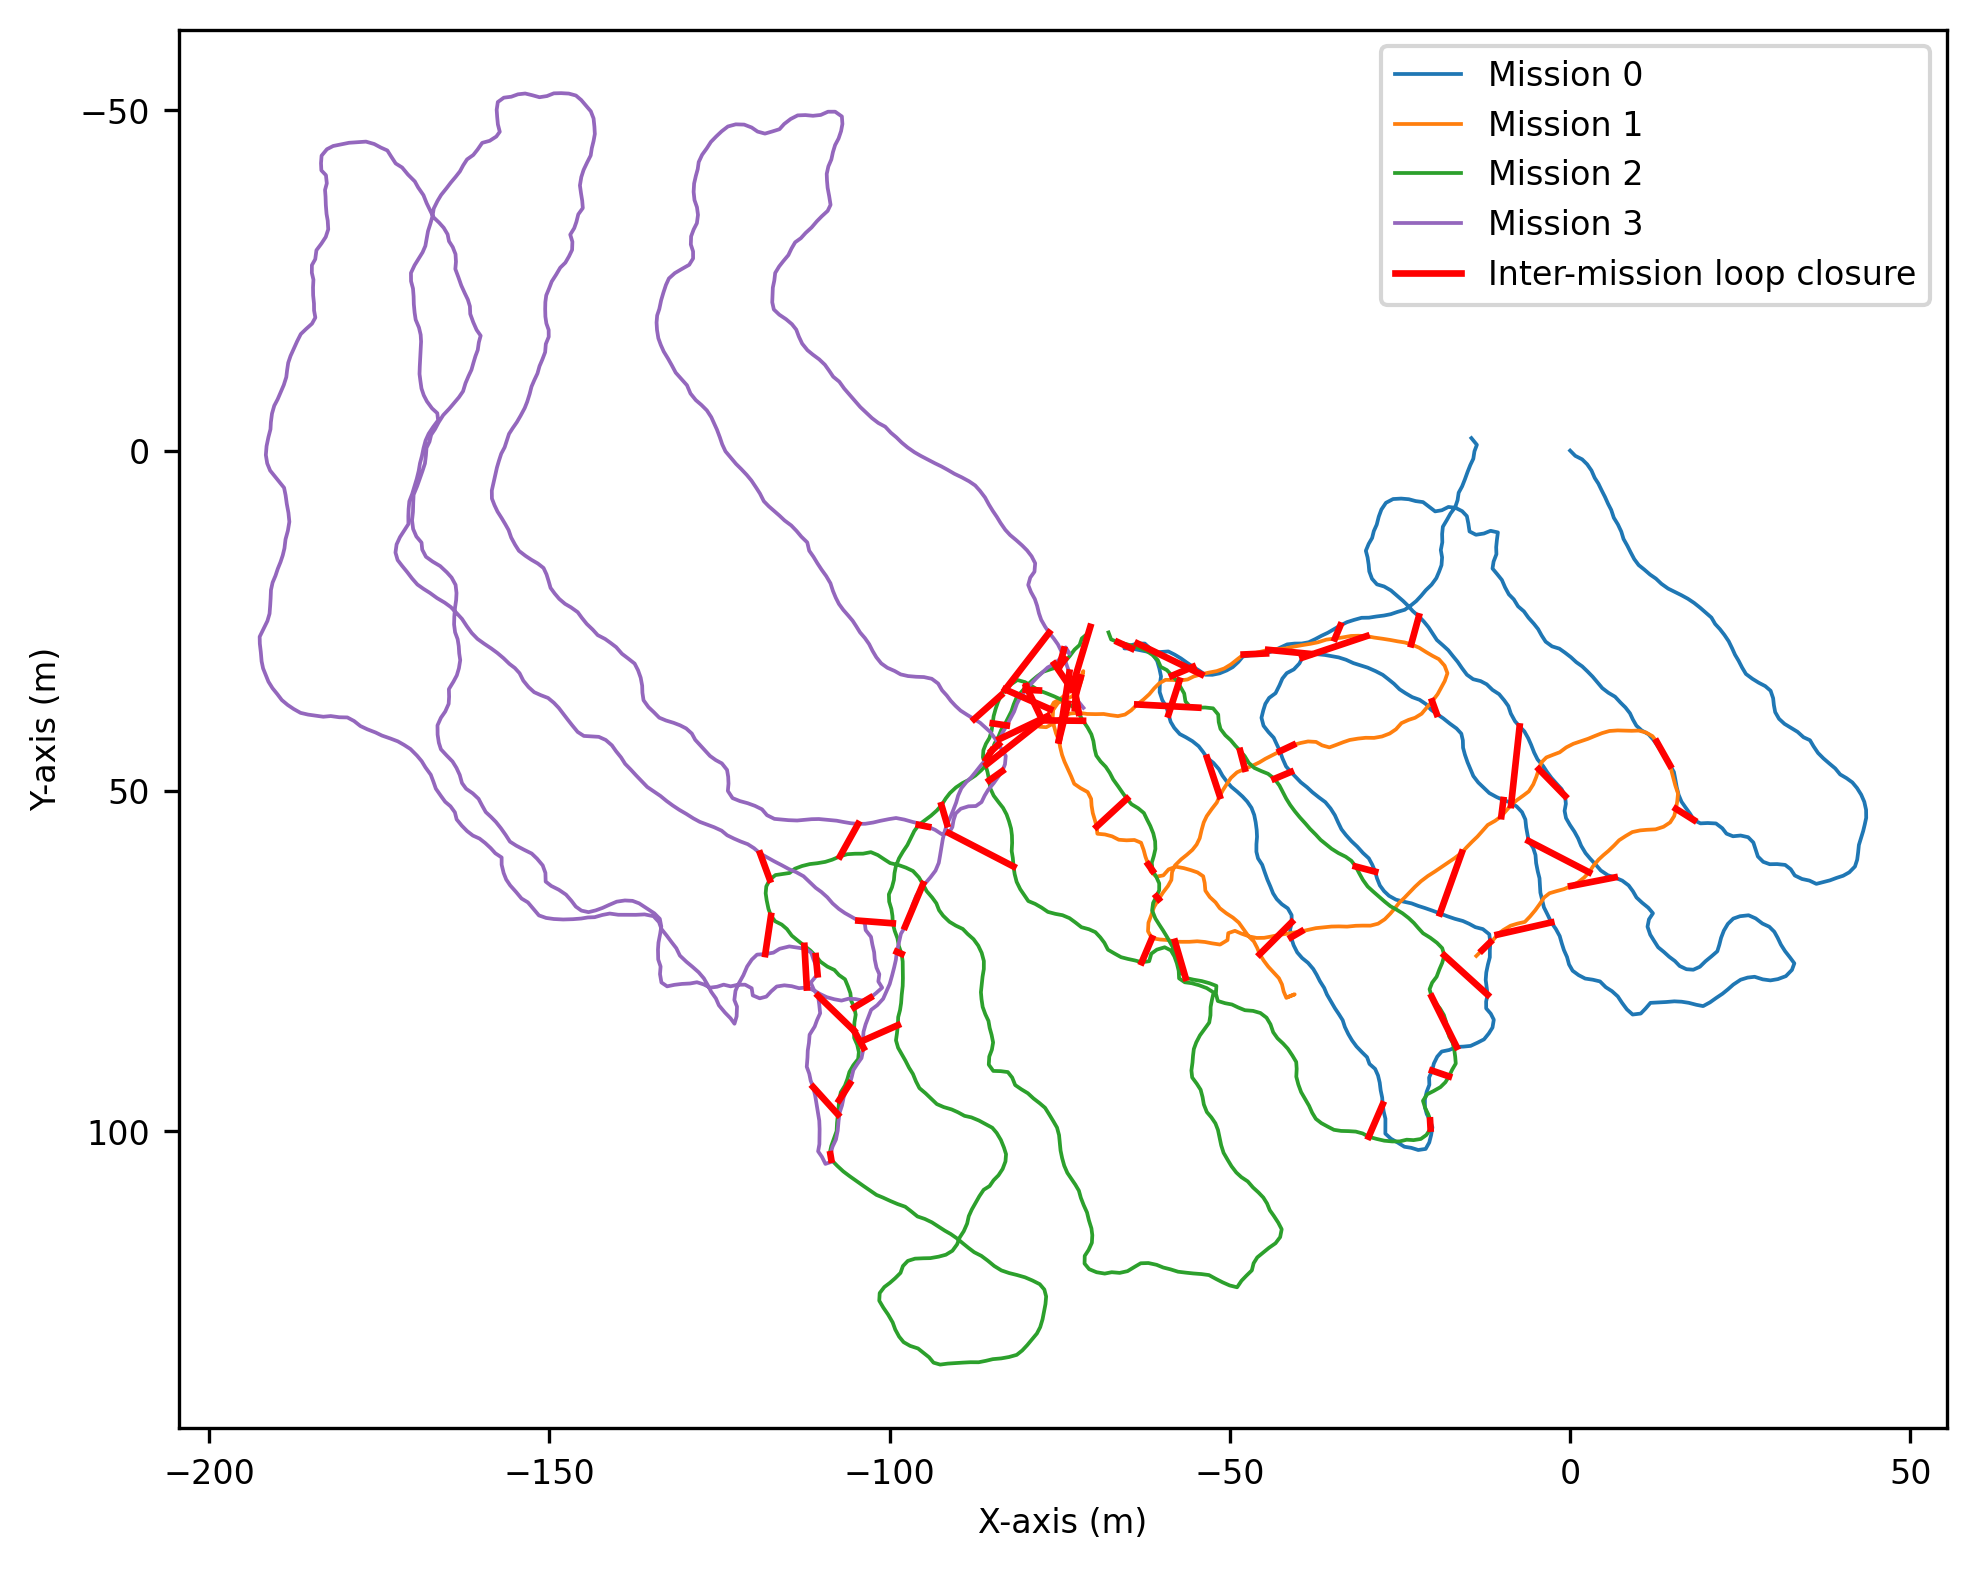 Mission 0
Mission 1
Mission 2
Mission 3
Inter-mission loop closure
−50
0
50
100
Y-axis (m)
−200
−150
−100
−50
0
50
X-axis (m)